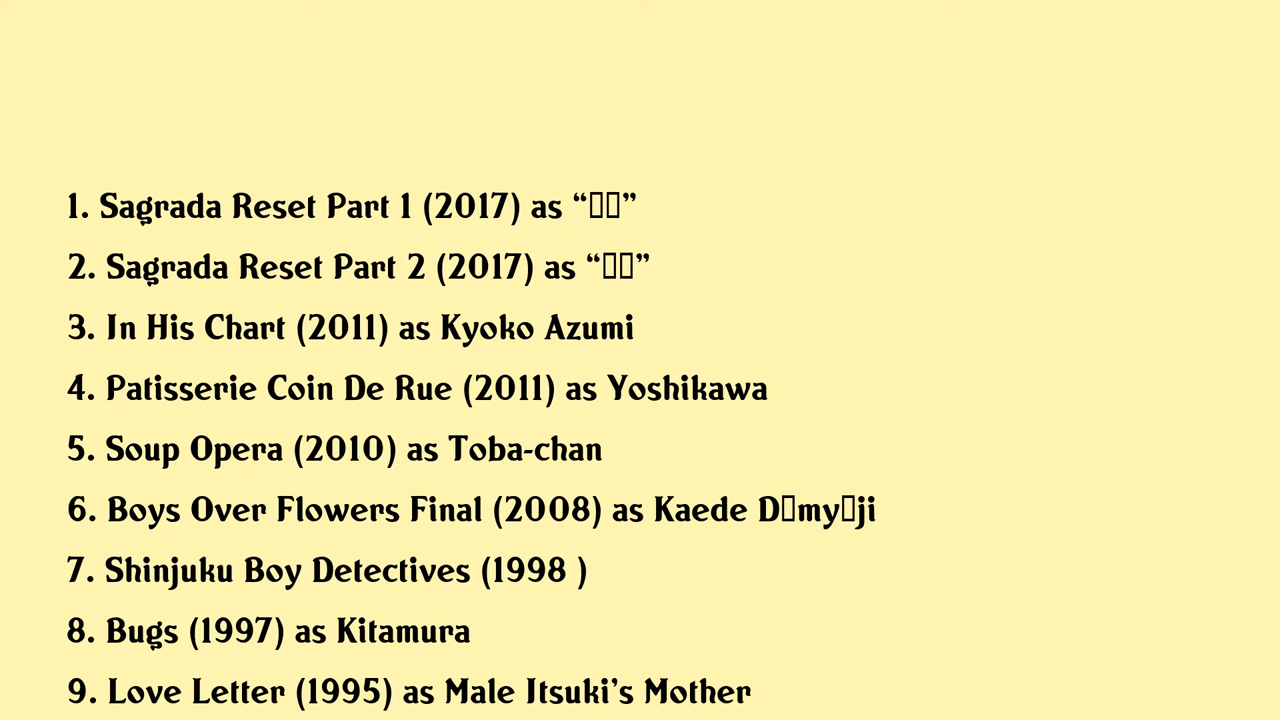 1. Sagrada Reset Part 1 (2017) as “▯▯”
2. Sagrada Reset Part 2 (2017) as “▯▯”
3. In His Chart (2011) as Kyoko Azumi
4. Patisserie Coin De Rue (2011) as Yoshikawa
5. Soup Opera (2010) as Toba-chan
6. Boys Over Flowers Final (2008) as Kaede D▯my▯ji
7. Shinjuku Boy Detectives (1998 )
8. Bugs (1997) as Kitamura
9. Love Letter (1995) as Male Itsuki’s Mother